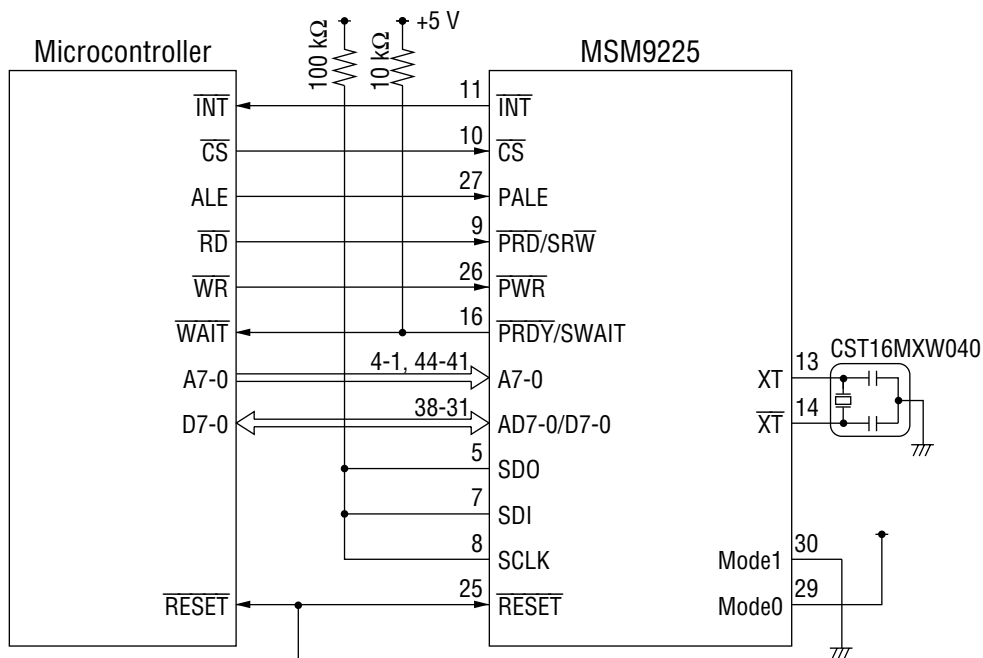 +5 V
100 kΩ
10 kΩ
Microcontroller
MSM9225
INT
11
INT
CS
10
CS
ALE
27
PALE
RD
9
PRD/SRW
WR
26
PWR
WAIT
16
PRDY/SWAIT
A7-0
4-1, 44-41
A7-0
D7-0
38-31
AD7-0/D7-0
5
SDO
7
SDI
8
SCLK
RESET
25
RESET
XT
13
CST16MXW040
XT
14
Mode1
30
Mode0
29